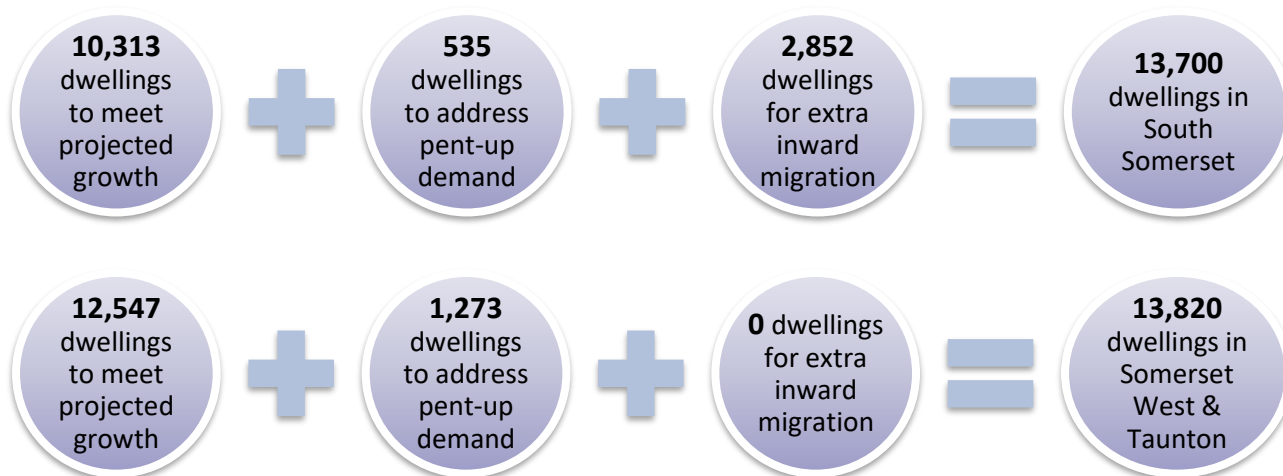 10,313
dwellings
to meet
projected
growth
535
dwellings
to address
pent-up
demand
2,852
dwellings
for extra
inward
migration
13,700
dwellings in
South
Somerset
12,547
dwellings
to meet
projected
growth
1,273
dwellings
to address
pent-up
demand
0 dwellings
for extra
inward
migration
13,820
dwellings in
Somerset
West &
Taunton